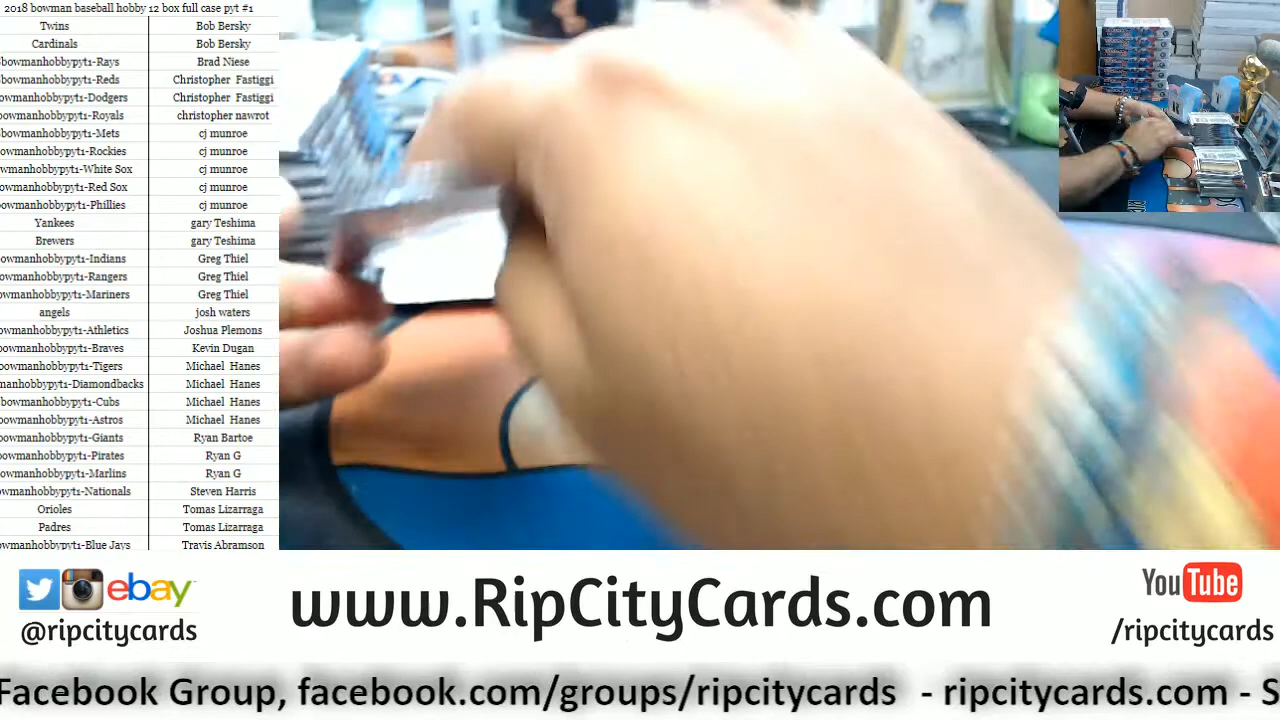 2018 bowman baseball hobby 12 box full case pyt #1
Twins Bob Bersky
Cardinals Bob Bersky
bowmanhobbypyt1-Rays Brad Niese
bowmanhobbypyt1-Reds Christopher Fastiggi
owmanhobbypyt1-Dodgers Christopher Fastiggi
owmanhobbypyt1-Royals christopher nawrot
bowmanhobbypyt1-Mets cj munroe
owmanhobbypyt1-Rockies cj munroe
wmanhobbypyt1-White Sox cj munroe
owmanhobbypyt1-Red Sox cj munroe
owmanhobbypyt1-Phillies cj munroe
Yankees gary Teshima
Brewers gary Teshima
owmanhobbypyt1-Indians Greg Thiel
owmanhobbypyt1-Rangers Greg Thiel
owmanhobbypyt1-Mariners Greg Thiel
angels josh waters
owmanhobbypyt1-Athletics Joshua Plemons
owmanhobbypyt1-Braves Kevin Dugan
owmanhobbypyt1-Tigers Michael Hanes
manhobbypyt1-Diamondbacks Michael Hanes
bowmanhobbypyt1-Cubs Michael Hanes
bowmanhobbypyt1-Astros Michael Hanes
owmanhobbypyt1-Giants Ryan Bartoe
owmanhobbypyt1-Pirates Ryan G
owmanhobbypyt1-Marlins Ryan G
owmanhobbypyt1-Nationals Steven Harris
Orioles Tomas Lizarraga
Padres Tomas Lizarraga
owmanhobbypyt1-Blue Jays Travis Abramson
ebay
@ripcitycards
www.RipCityCards.com
YouTube
/ripcitycards
Facebook Group, facebook.com/groups/ripcitycards - ripcitycards.com - S